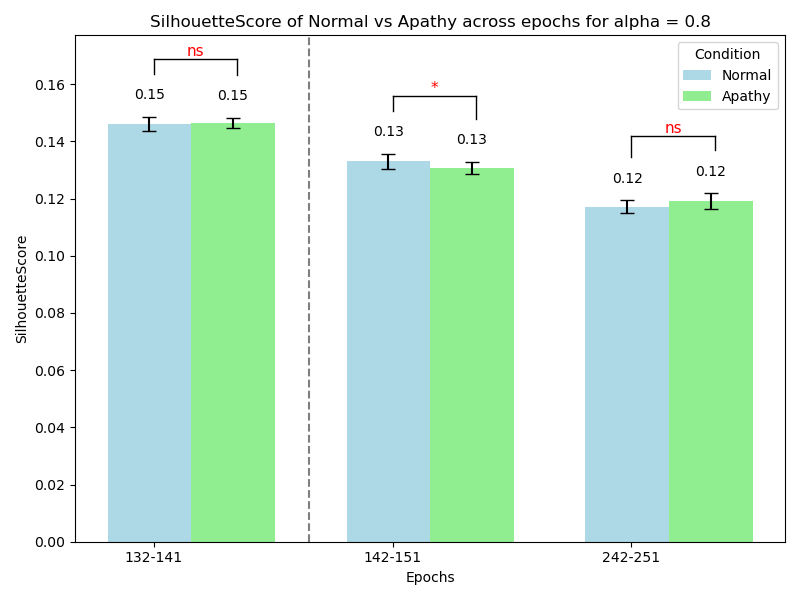 SilhouetteScore of Normal vs Apathy across epochs for alpha = 0.8
Condition
Normal
Apathy
ns
0.15
0.15
*
0.13
0.13
ns
0.12
0.12
SilhouetteScore
0.16
0.14
0.12
0.10
0.08
0.06
0.04
0.02
0.00
132-141
142-151
242-251
Epochs